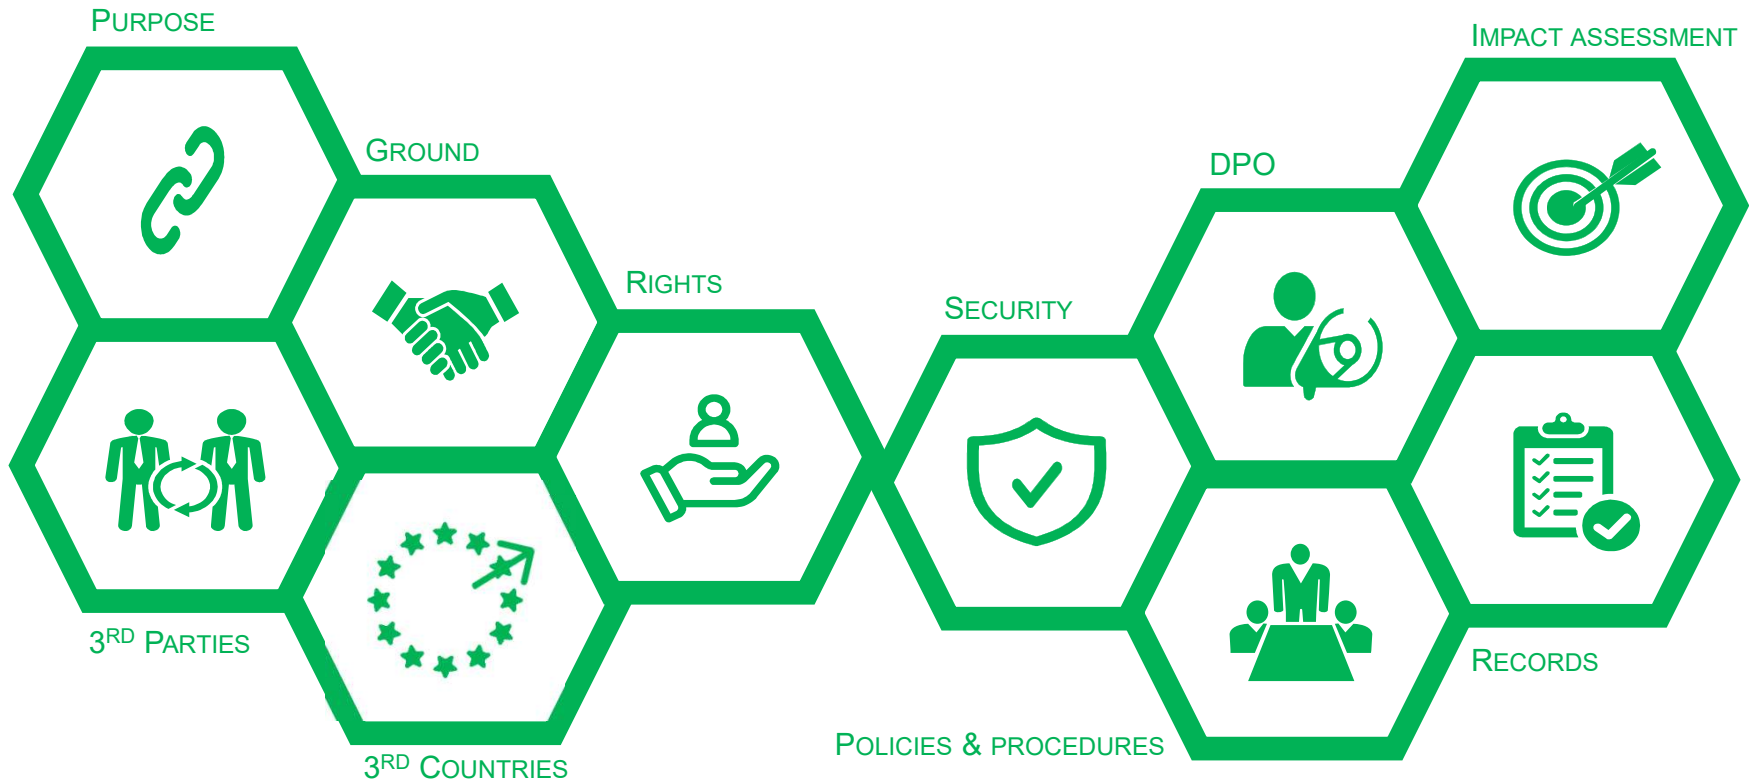 PURPOSE
IMPACT ASSESSMENT
GROUND
DPO
RIGHTS
SECURITY
3RD PARTIES
RECORDS
POLICIES & PROCEDURES
3RD COUNTRIES